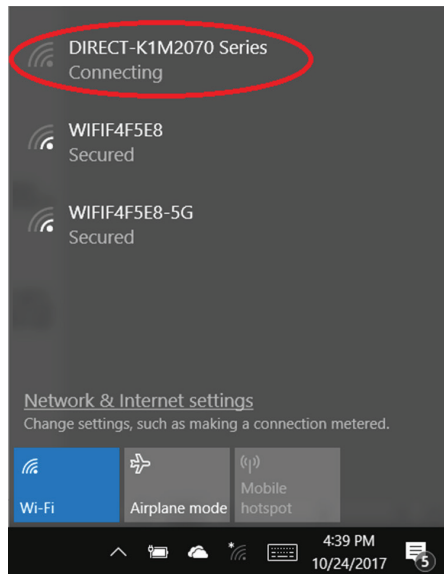 DIRECT-K1M2070 Series
Connecting
WIFIF4F5E8
Secured
WIFIF4F5E8-5G
Secured
Network & Internet settings
Change settings, such as making a connection metered.
Wi-Fi
Airplane mode
Mobile
hotspot
4:39 PM
10/24/2017
5